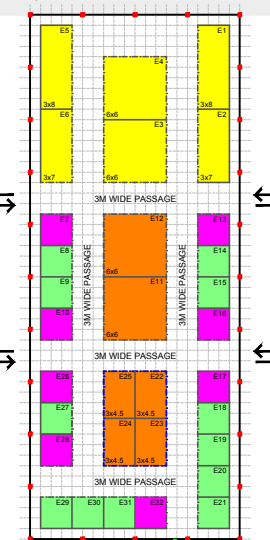 E5 E1
E4
3x8 6x6 3x8
E6 E3 E2
3x7 6x6 3x7
3M WIDE PASSAGE
E7 E12 E13
E8 E14
6x6
E9 E11 E15
E10 E16
6x6
3M WIDE PASSAGE
3M WIDE PASSAGE
3M WIDE PASSAGE
E26 E25 E22 E17
E27 3x4.5 3x4.5 E18
E28 E24 E23 E19
3x4.5 3x4.5 E20
3M WIDE PASSAGE
E29 E30 E31 E32 E21